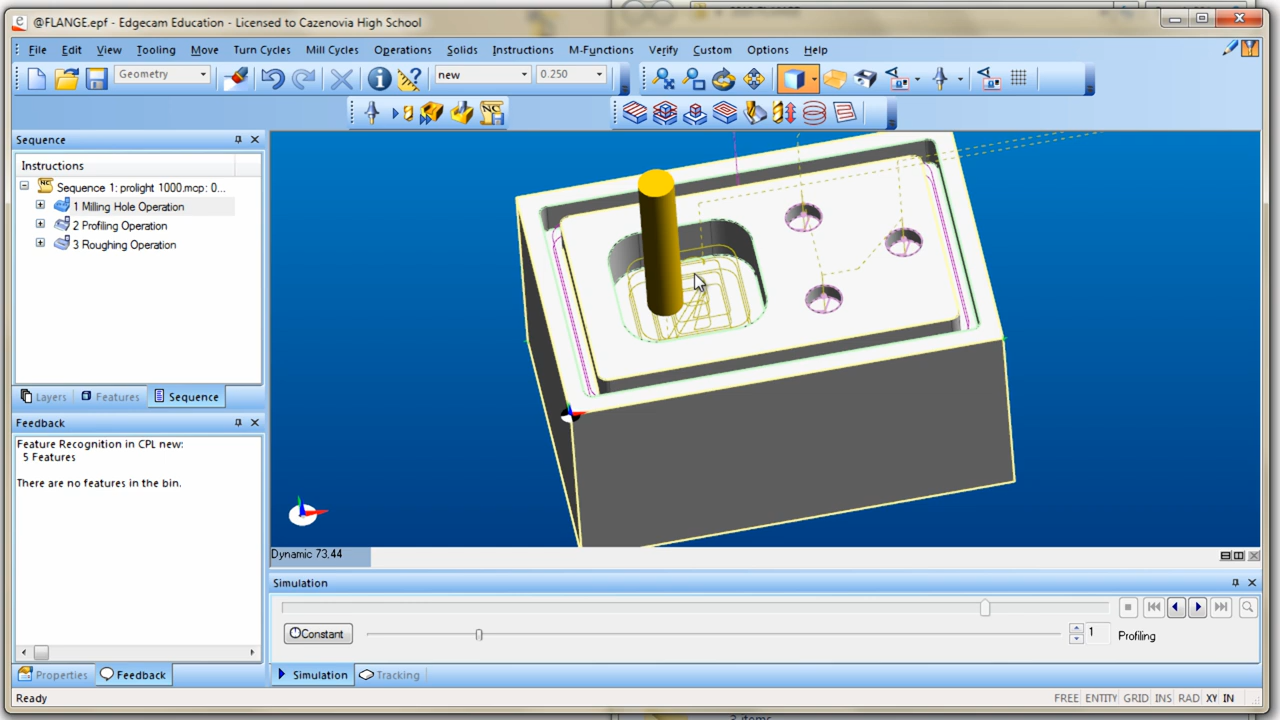 @FLANGE.epf - Edgecam Education - Licensed to Cazenovia High School
File Edit View Tooling Move Turn Cycles Mill Cycles Operations Solids Instructions M-Functions Verify Custom Options Help
Geometry new 0.250
Sequence
Instructions
Sequence 1: prolight 1000.mcp: 0...
1 Milling Hole Operation
2 Profiling Operation
3 Roughing Operation
Layers Features Sequence
Feedback
Feature Recognition in CPL new:
5 Features
There are no features in the bin.
Properties Feedback
Dynamic 73.44
Simulation
Constant 1 Profiling
Simulation Tracking
Ready FREE ENTITY GRID INS RAD XY IN
3 items